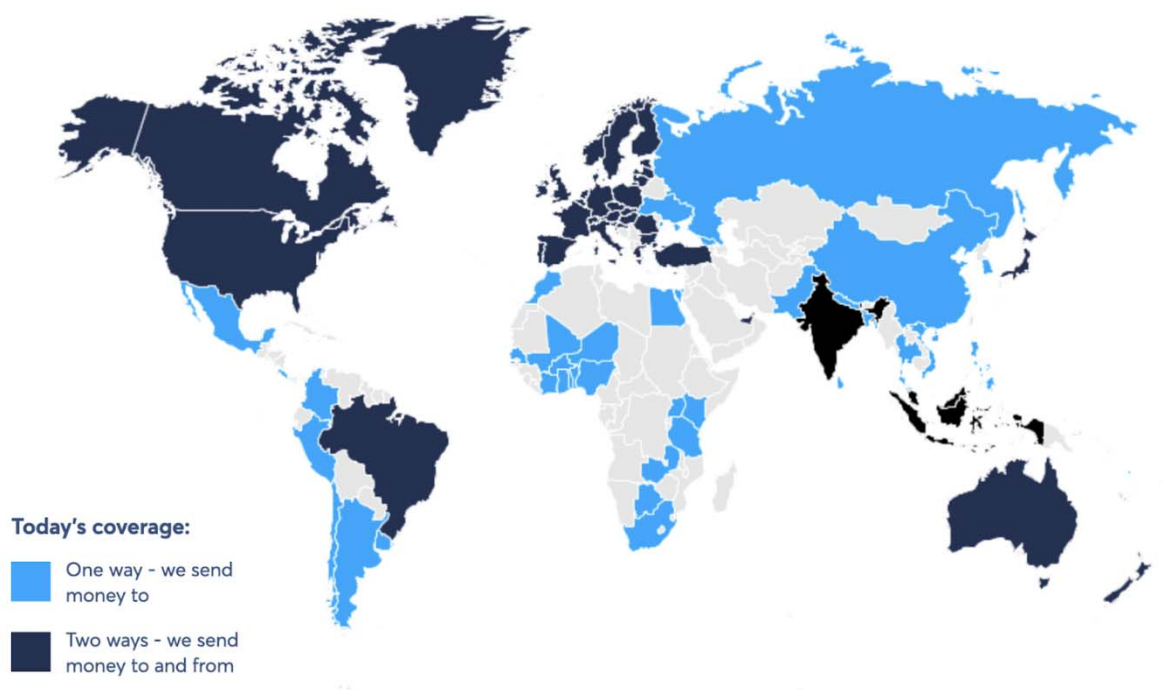 Today's coverage:
One way - we send
money to
Two ways - we send
money to and from